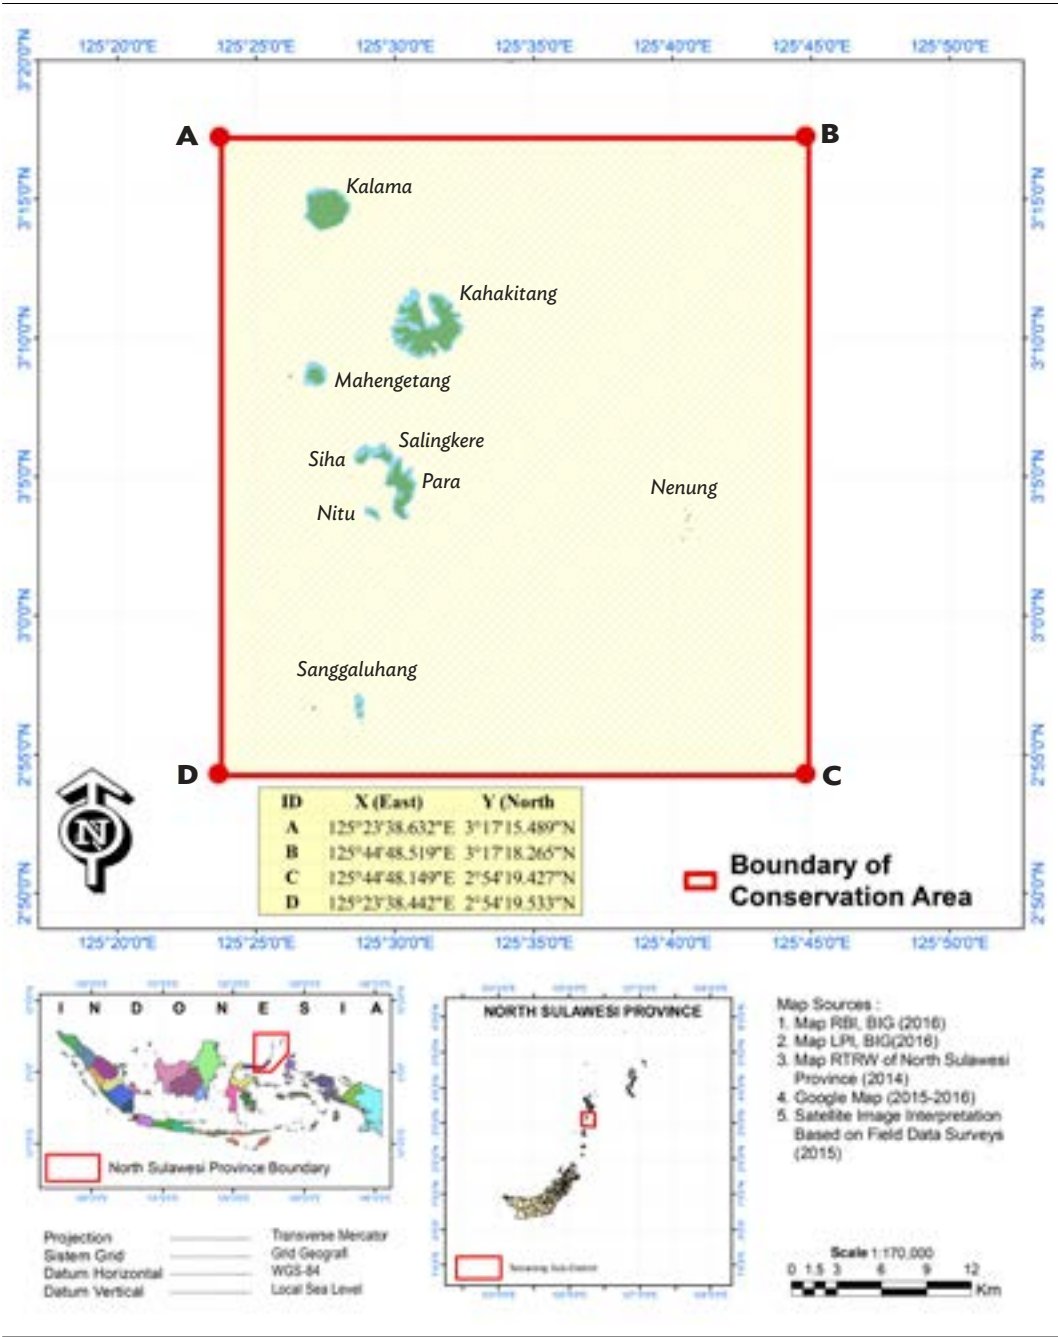 125°20'0"E 125°25'0"E 125°30'0"E 125°35'0"E 125°40'0"E 125°45'0"E 125°50'0"E
3°20'0"N
A
B
Kalama
3°15'0"N
3°15'0"N
Kahakitang
3°10'0"N
3°10'0"N
Mahengetang
Salingkere
Siha
Para
3°5'0"N
3°5'0"N
Nenung
Nitu
3°0'0"N
3°0'0"N
Sanggaluhang
2°55'0"N
2°55'0"N
D
C
N
ID X (East) Y (North
A 125°23'38.632"E 3°17'15.489"N
B 125°44'48.519"E 3°17'18.265"N
C 125°44'48.149"E 2°54'19.427"N
D 125°23'38.442"E 2°54'19.533"N
Boundary of
Conservation Area
2°50'0"N
2°50'0"N
125°20'0"E 125°25'0"E 125°30'0"E 125°35'0"E 125°40'0"E 125°45'0"E 125°50'0"E
I N D O N E S I A
North Sulawesi Province Boundary
NORTH SULAWESI PROVINCE
Map Sources :
1. Map RBI, BIG (2016)
2. Map LPI, BIG(2016)
3. Map RTRW of North Sulawesi
Province (2014)
4. Google Map (2015-2016)
5. Satellite Image Interpretation
Based on Field Data Surveys
(2015)
Projection Transverse Mercator
Sistem Grid Grid Geografi
Datum Horizontal WGS-84
Datum Vertical Local Sea Level
Scale 1:170,000
0 1.5 3 6 9 12
Km